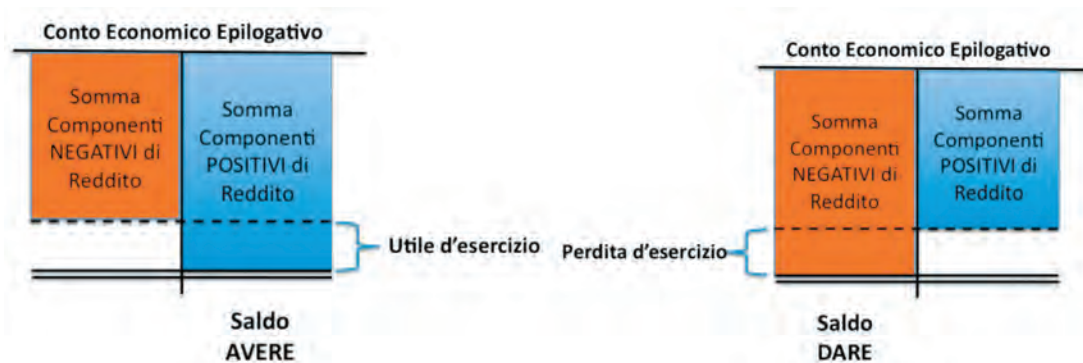 Conto Economico Epilogativo
Somma
Componenti
NEGATIVI di
Reddito
Somma
Componenti
POSITIVI di
Reddito
Utile d'esercizio
Saldo
AVERE
Conto Economico Epilogativo
Somma
Componenti
NEGATIVI di
Reddito
Somma
Componenti
POSITIVI di
Reddito
Perdita d'esercizio
Saldo
DARE